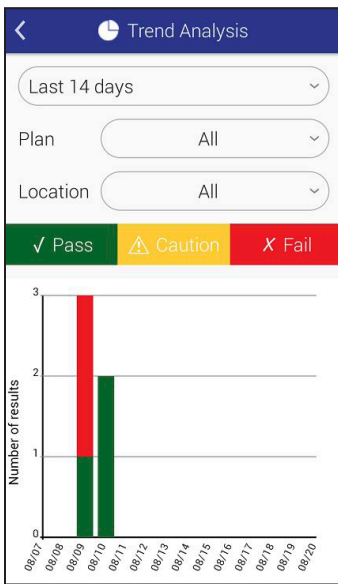 Trend Analysis
Last 14 days
Plan All
Location All
√ Pass ⚠ Caution ✗ Fail
3
2
1
0
Number of results
08/07 08/08 08/09 08/10 08/11 08/12 08/13 08/14 08/15 08/16 08/17 08/18 08/19 08/20